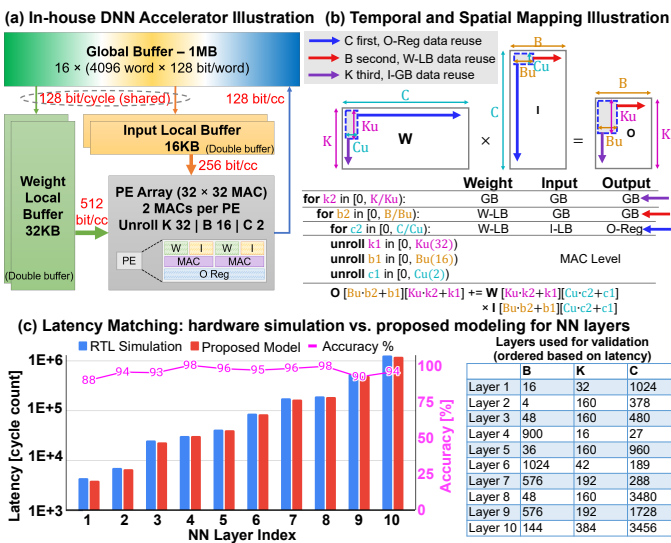 (a) In-house DNN Accelerator Illustration
Global Buffer – 1MB
16 × (4096 word × 128 bit/word)
128 bit/cycle (shared)
128 bit/cc
Input Local Buffer
16KB (Double buffer)
256 bit/cc
Weight
Local
Buffer
32KB
(Double buffer)
512
bit/cc
PE Array (32 × 32 MAC)
2 MACs per PE
Unroll K 32 | B 16 | C 2
PE
W I W I
MAC MAC
O Reg
(b) Temporal and Spatial Mapping Illustration
C first, O-Reg data reuse
B second, W-LB data reuse
K third, I-GB data reuse
C
K
Ku
Cu
W
×
B
C
Cu
Bu
I
=
B
K
Ku
Bu
O
Weight Input Output
for k2 in [0, K/Ku): GB GB GB
for b2 in [0, B/Bu): W-LB GB GB
for c2 in [0, C/Cu): W-LB I-LB O-Reg
unroll k1 in [0, Ku(32))
unroll b1 in [0, Bu(16))
unroll c1 in [0, Cu(2))
MAC Level
O [Bu·b2+b1][Ku·k2+k1] += W [Ku·k2+k1][Cu·c2+c1]
× I [Bu·b2+b1][Cu·c2+c1]
(c) Latency Matching: hardware simulation vs. proposed modeling for NN layers
RTL Simulation Proposed Model Accuracy %
Latency [cycle count]
1E+6
1E+5
1E+4
1E+3
88 94 93 98 96 95 96 98 90 94
100
75
50
25
0
Accuracy [%]
1 2 3 4 5 6 7 8 9 10
NN Layer Index
Layers used for validation
(ordered based on latency)
B K C
Layer 1 16 32 1024
Layer 2 4 160 378
Layer 3 48 160 480
Layer 4 900 16 27
Layer 5 36 160 960
Layer 6 1024 42 189
Layer 7 576 192 288
Layer 8 48 160 3480
Layer 9 576 192 1728
Layer 10 144 384 3456